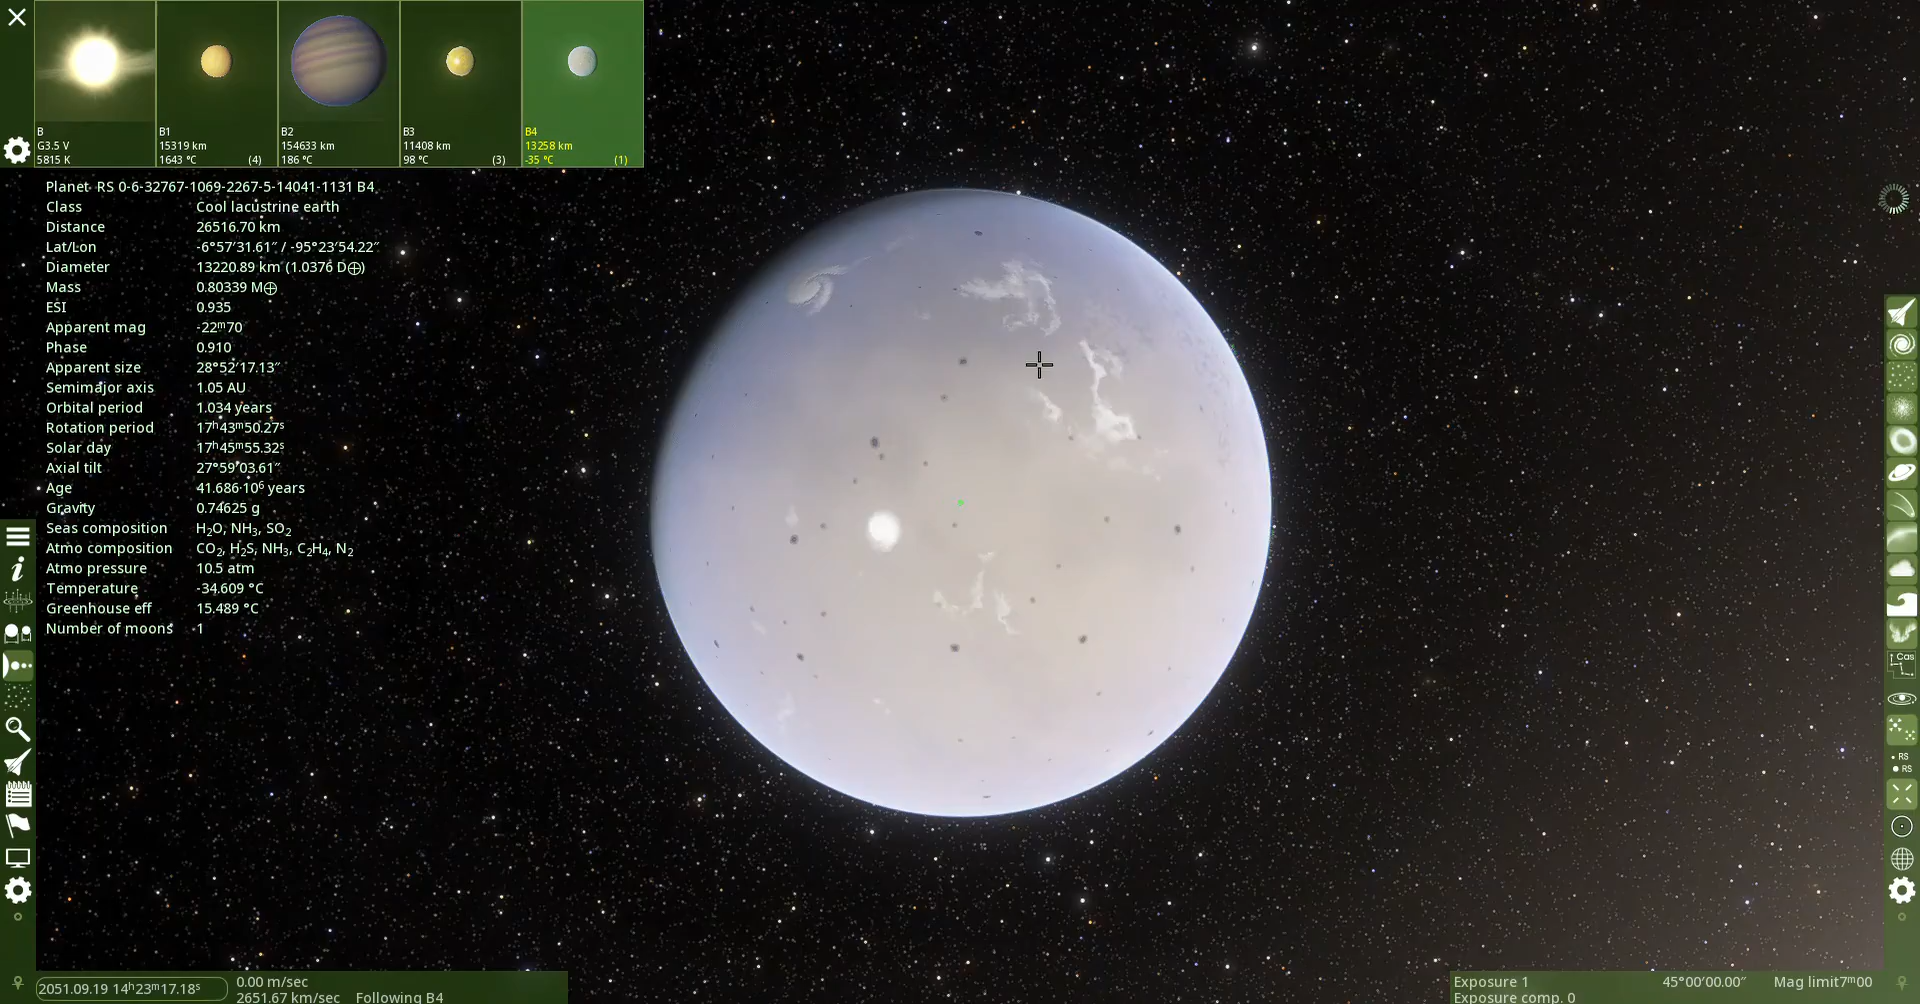 B
G3.5 V
5815 K
B1
15319 km
1643 °C (4)
B2
154633 km
186 °C
B3
11408 km
98 °C (3)
B4
13258 km
-35 °C (1)
Planet RS 0-6-32767-1069-2267-5-14041-1131 B4
Class Cool lacustrine earth
Distance 26516.70 km
Lat/Lon -6°57′31.61″ / -95°23′54.22″
Diameter 13220.89 km (1.0376 D⊕)
Mass 0.80339 M⊕
ESI 0.935
Apparent mag -22ᵐ70
Phase 0.910
Apparent size 28°52′17.13″
Semimajor axis 1.05 AU
Orbital period 1.034 years
Rotation period 17ʰ43ᵐ50.27ˢ
Solar day 17ʰ45ᵐ55.32ˢ
Axial tilt 27°59′03.61″
Age 41.686·10⁶ years
Gravity 0.74625 g
Seas composition H₂O, NH₃, SO₂
Atmo composition CO₂, H₂S, NH₃, C₂H₄, N₂
Atmo pressure 10.5 atm
Temperature -34.609 °C
Greenhouse eff 15.489 °C
Number of moons 1
Cas
RS
RS
2051.09.19 14ʰ23ᵐ17.18ˢ
0.00 m/sec
2651.67 km/sec Following B4
Exposure 1 45°00′00.00″ Mag limit7ᵐ00
Exposure comp. 0